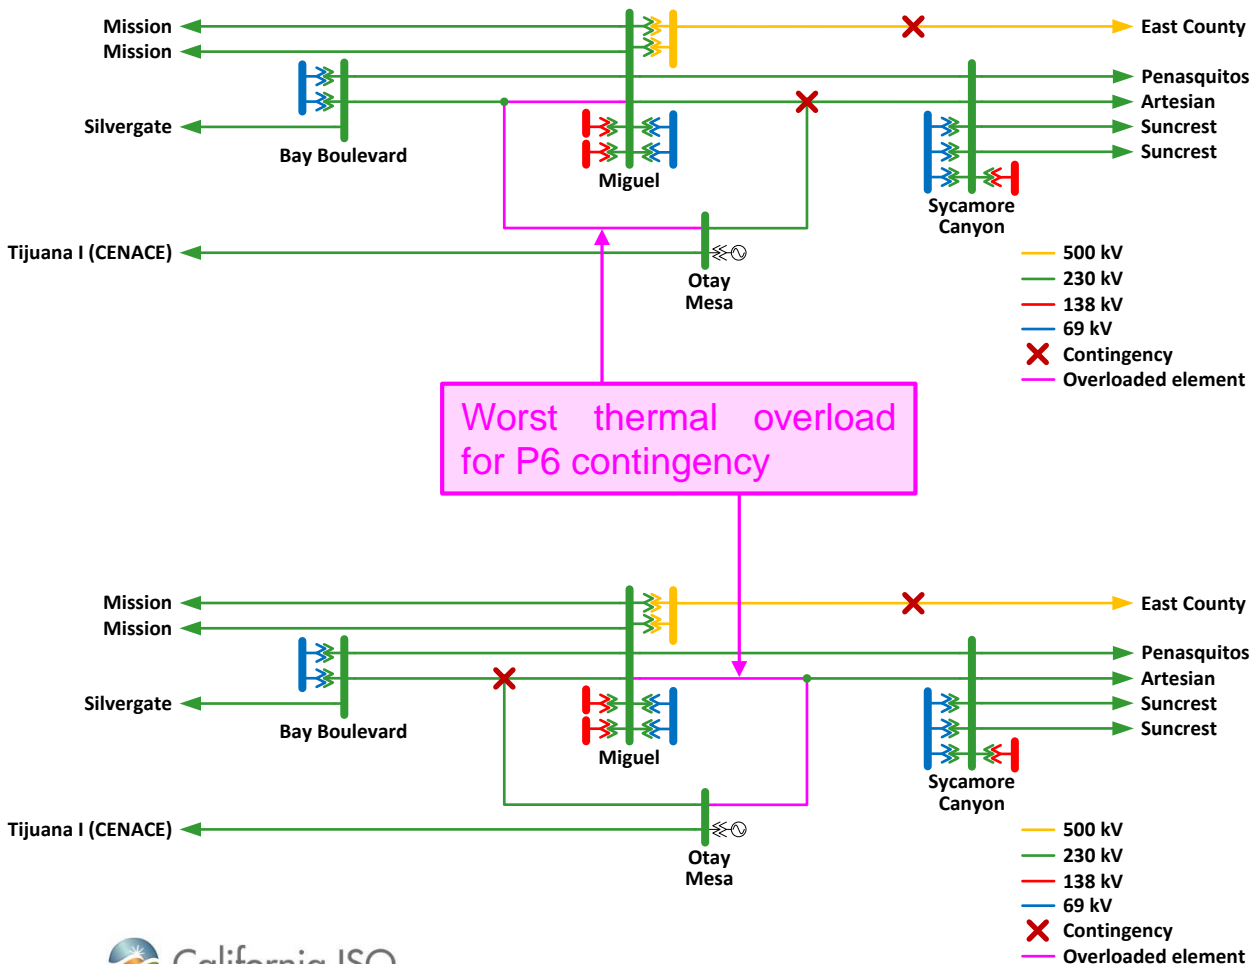 Mission
East County
Mission
Penasquitos
Artesian
Silvergate
Suncrest
Bay Boulevard
Suncrest
Miguel
Sycamore
Canyon
Tijuana I (CENACE)
500 kV
Otay
Mesa
230 kV
138 kV
69 kV
Contingency
Overloaded element
Worst thermal overload
for P6 contingency
Mission
East County
Mission
Penasquitos
Artesian
Silvergate
Suncrest
Bay Boulevard
Suncrest
Miguel
Sycamore
Canyon
Tijuana I (CENACE)
500 kV
Otay
Mesa
230 kV
138 kV
69 kV
Contingency
Overloaded element
California ISO